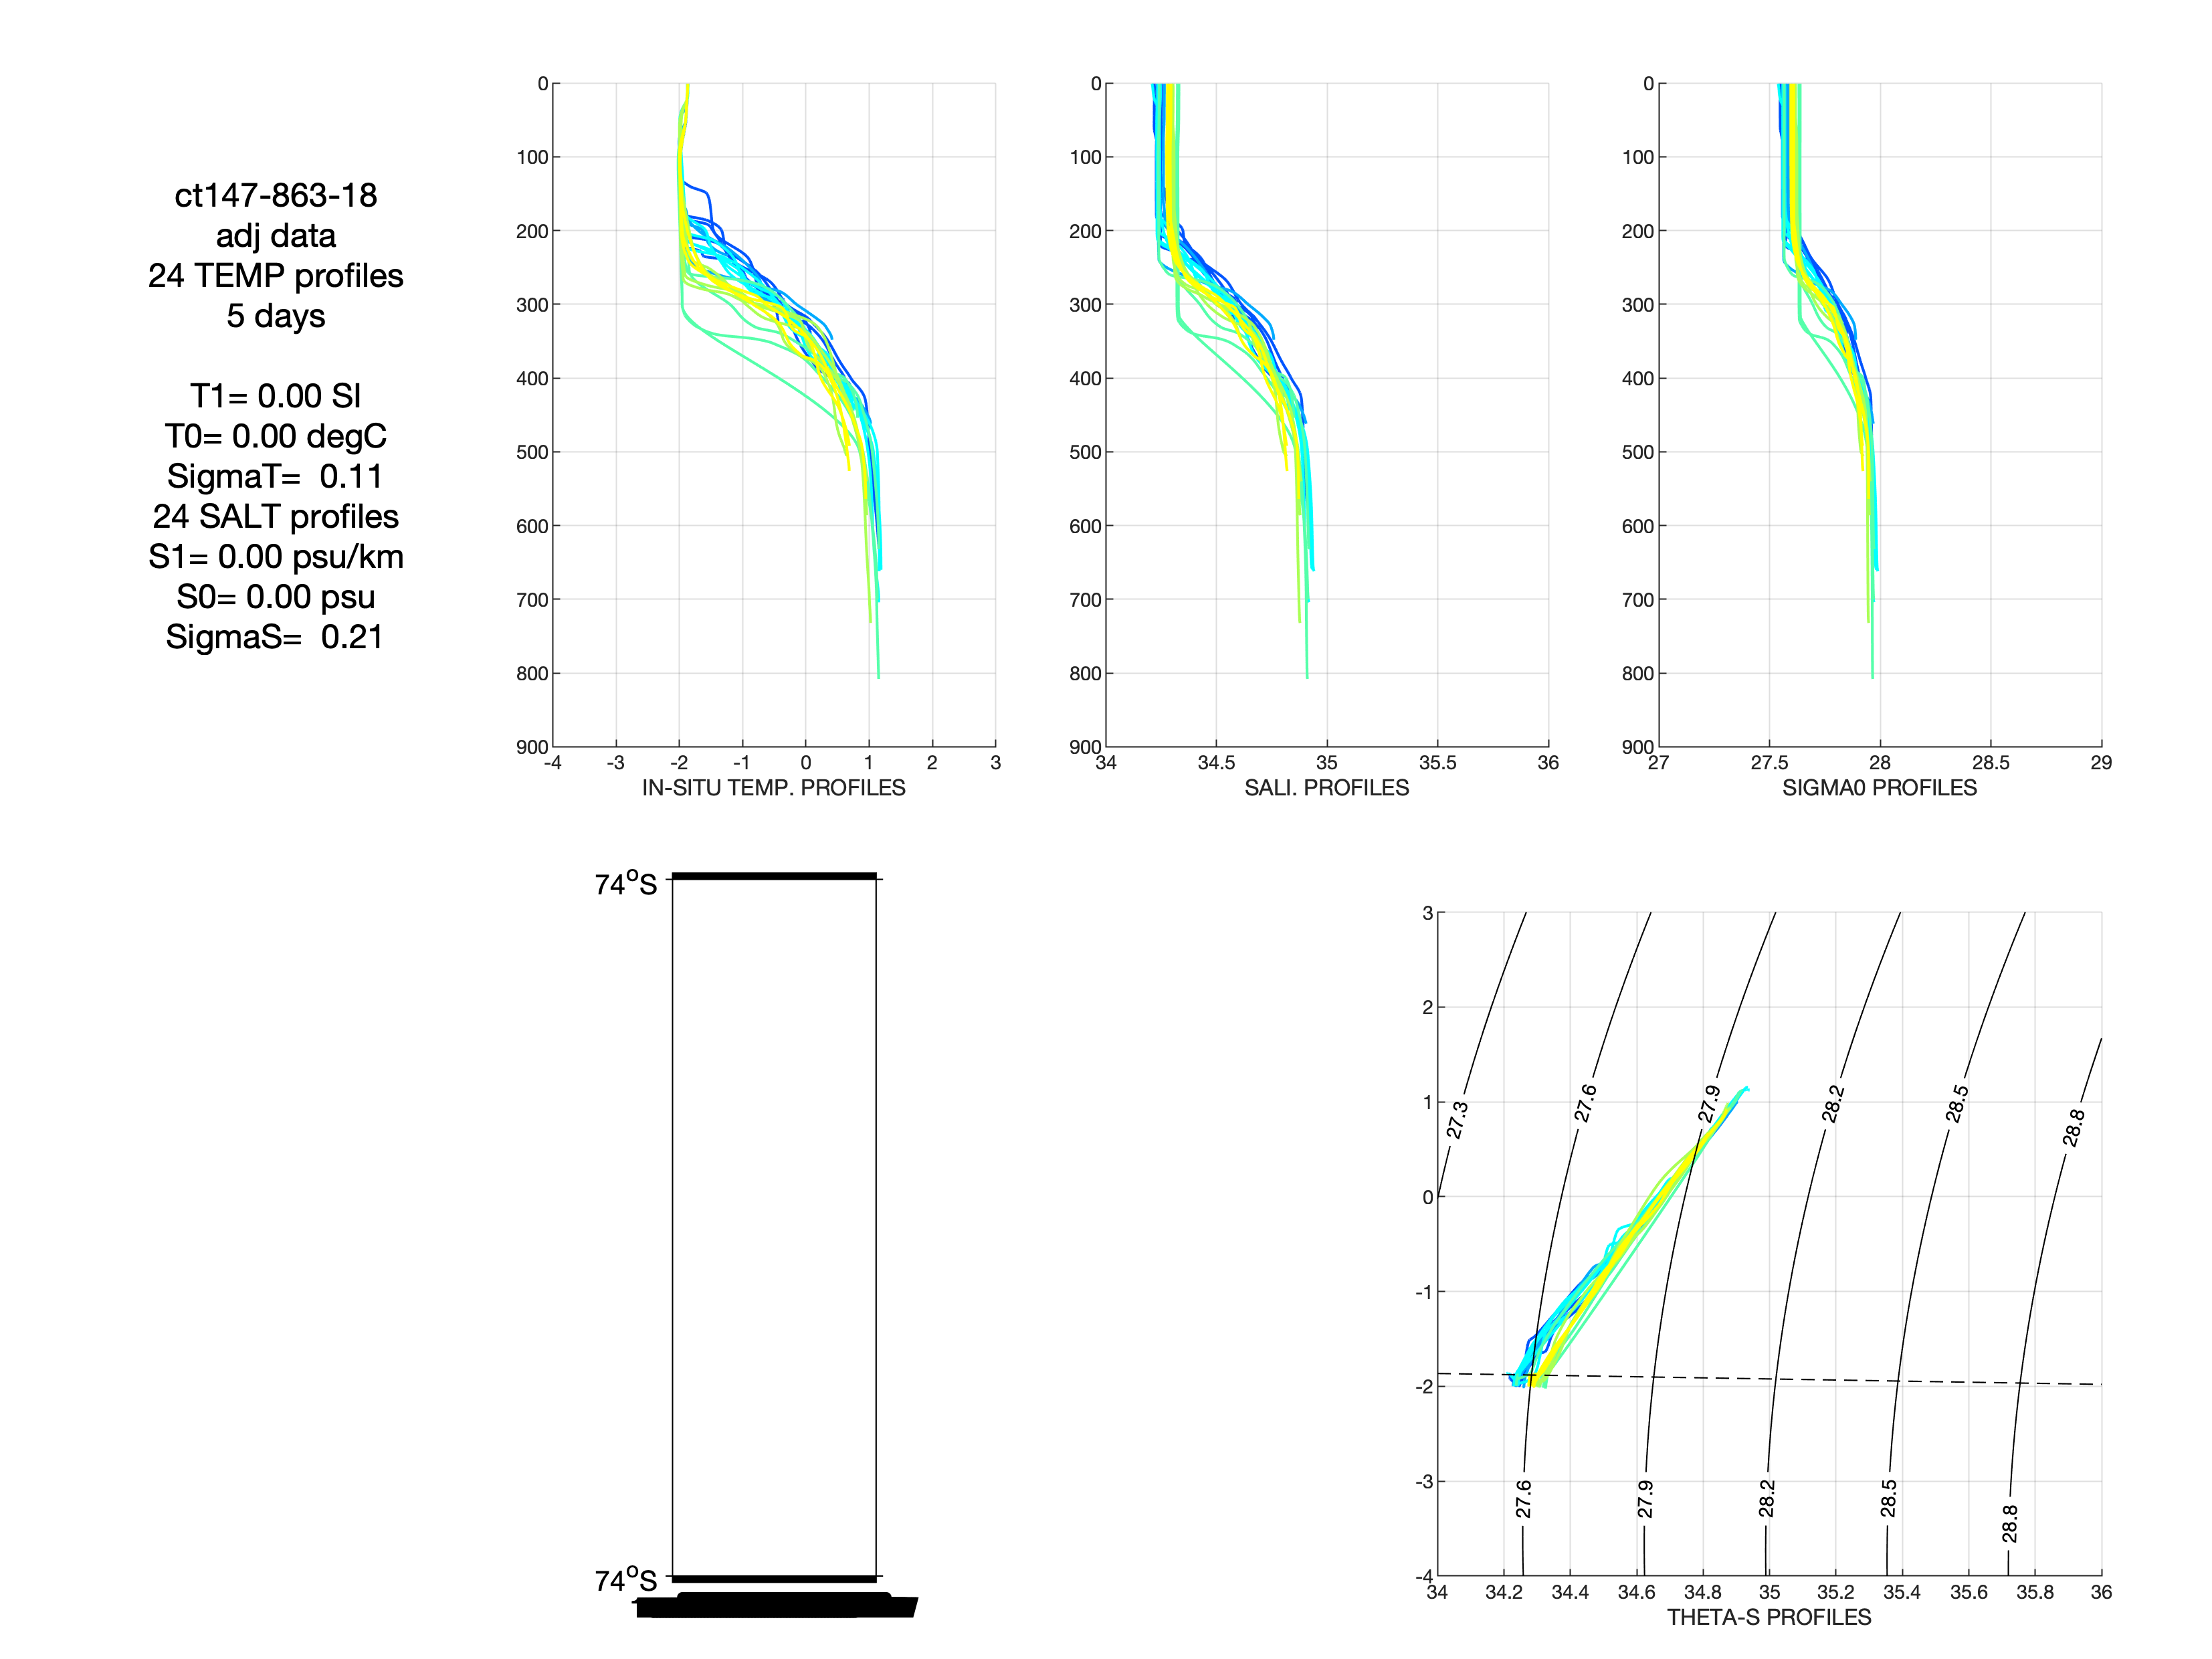 ct147-863-18
adj data
24 TEMP profiles
5 days
T1= 0.00 SI
T0= 0.00 degC
SigmaT= 0.11
24 SALT profiles
S1= 0.00 psu/km
S0= 0.00 psu
SigmaS= 0.21
0
100
200
300
400
500
600
700
800
900
-4 -3 -2 -1 0 1 2 3
IN-SITU TEMP. PROFILES
0
100
200
300
400
500
600
700
800
900
34 34.5 35 35.5 36
SALI. PROFILES
0
100
200
300
400
500
600
700
800
900
27 27.5 28 28.5 29
SIGMA0 PROFILES
74°S
74°S
3
2
1
0
-1
-2
-3
-4
27.3 27.6 27.9 28.2 28.5 28.8
27.6 27.9 28.2 28.5 28.8
34 34.2 34.4 34.6 34.8 35 35.2 35.4 35.6 35.8 36
THETA-S PROFILES